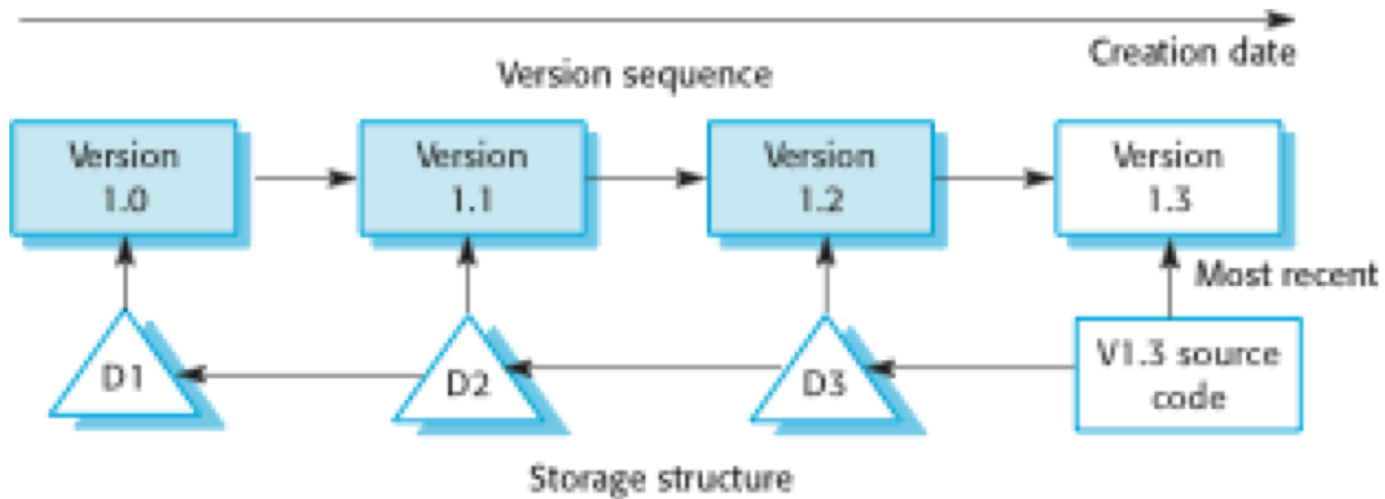 Creation date
Version sequence
Version
1.0
Version
1.1
Version
1.2
Version
1.3
Most recent
D1
D2
D3
V1.3 source
code
Storage structure